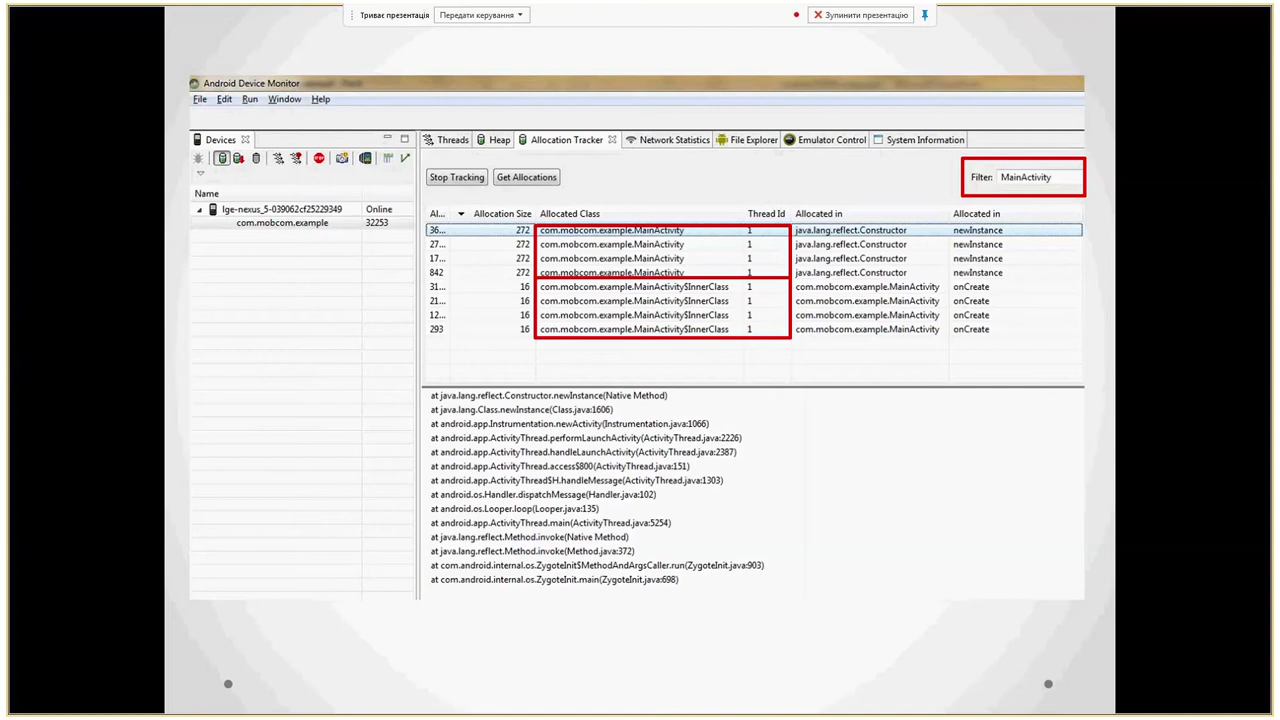 Триває презентація Передати керування Зупинити презентацію
Android Device Monitor
File Edit Run Window Help
Devices Threads Heap Allocation Tracker Network Statistics File Explorer Emulator Control System Information
Stop Tracking Get Allocations Filter: MainActivity
Name
lge-nexus_5-039062cf25229349 Online
com.mobcom.example 32253
Al... Allocation Size Allocated Class Thread Id Allocated in Allocated in
36... 272 com.mobcom.example.MainActivity 1 java.lang.reflect.Constructor newInstance
27... 272 com.mobcom.example.MainActivity 1 java.lang.reflect.Constructor newInstance
17... 272 com.mobcom.example.MainActivity 1 java.lang.reflect.Constructor newInstance
842 272 com.mobcom.example.MainActivity 1 java.lang.reflect.Constructor newInstance
31... 16 com.mobcom.example.MainActivity$InnerClass 1 com.mobcom.example.MainActivity onCreate
21... 16 com.mobcom.example.MainActivity$InnerClass 1 com.mobcom.example.MainActivity onCreate
12... 16 com.mobcom.example.MainActivity$InnerClass 1 com.mobcom.example.MainActivity onCreate
293 16 com.mobcom.example.MainActivity$InnerClass 1 com.mobcom.example.MainActivity onCreate
at java.lang.reflect.Constructor.newInstance(Native Method)
at java.lang.Class.newInstance(Class.java:1606)
at android.app.Instrumentation.newActivity(Instrumentation.java:1066)
at android.app.ActivityThread.performLaunchActivity(ActivityThread.java:2226)
at android.app.ActivityThread.handleLaunchActivity(ActivityThread.java:2387)
at android.app.ActivityThread.access$800(ActivityThread.java:151)
at android.app.ActivityThread$H.handleMessage(ActivityThread.java:1303)
at android.os.Handler.dispatchMessage(Handler.java:102)
at android.os.Looper.loop(Looper.java:135)
at android.app.ActivityThread.main(ActivityThread.java:5254)
at java.lang.reflect.Method.invoke(Native Method)
at java.lang.reflect.Method.invoke(Method.java:372)
at com.android.internal.os.ZygoteInit$MethodAndArgsCaller.run(ZygoteInit.java:903)
at com.android.internal.os.ZygoteInit.main(ZygoteInit.java:698)